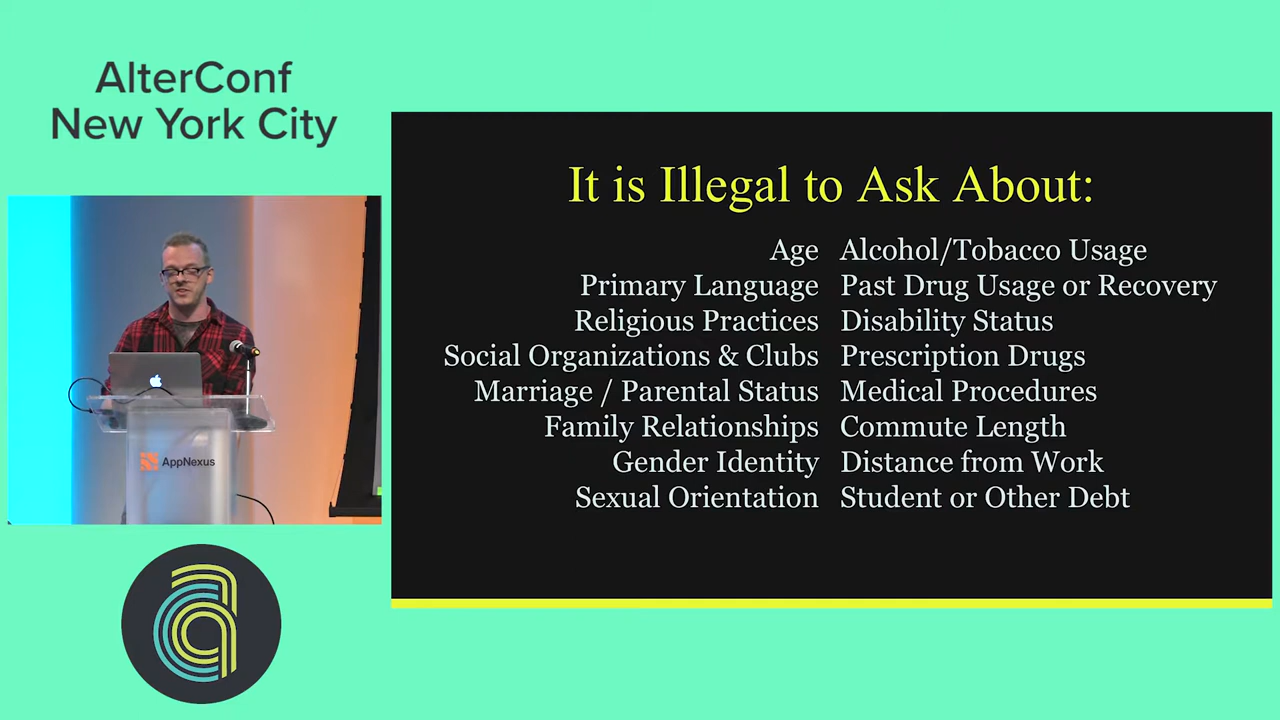 AlterConf
New York City
It is Illegal to Ask About:
Age Alcohol/Tobacco Usage
Primary Language Past Drug Usage or Recovery
Religious Practices Disability Status
Social Organizations & Clubs Prescription Drugs
Marriage / Parental Status Medical Procedures
Family Relationships Commute Length
Gender Identity Distance from Work
Sexual Orientation Student or Other Debt
AppNexus